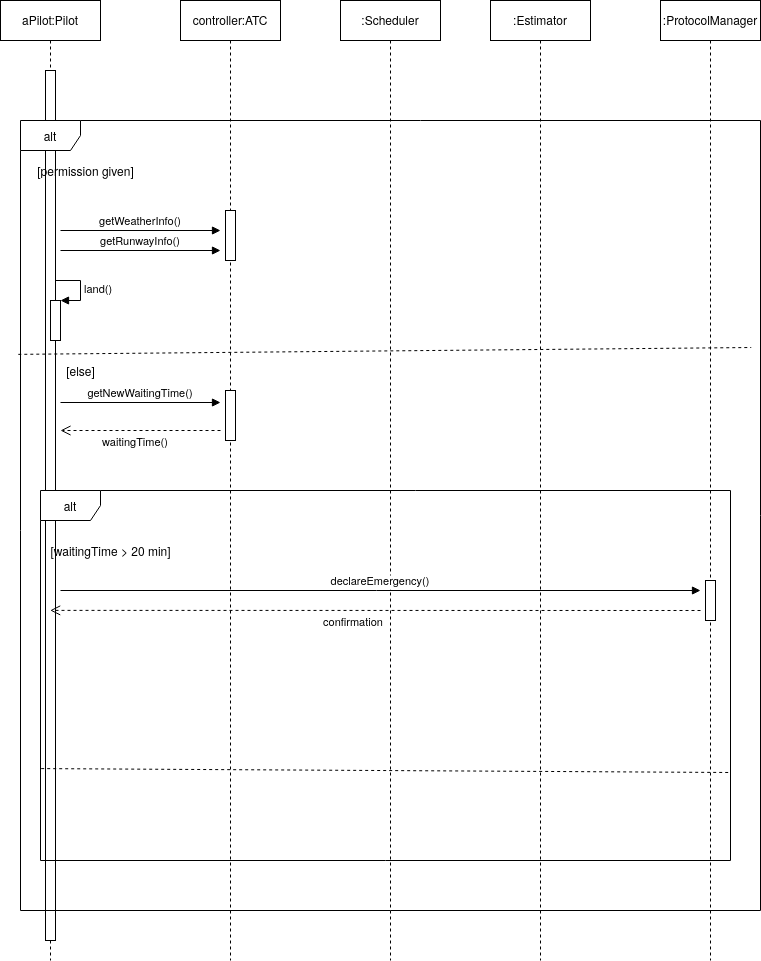 aPilot:Pilot
controller:ATC
:Scheduler
:Estimator
:ProtocolManager
alt
[permission given]
getWeatherInfo()
getRunwayInfo()
land()
[else]
getNewWaitingTime()
waitingTime()
alt
[waitingTime > 20 min]
declareEmergency()
confirmation